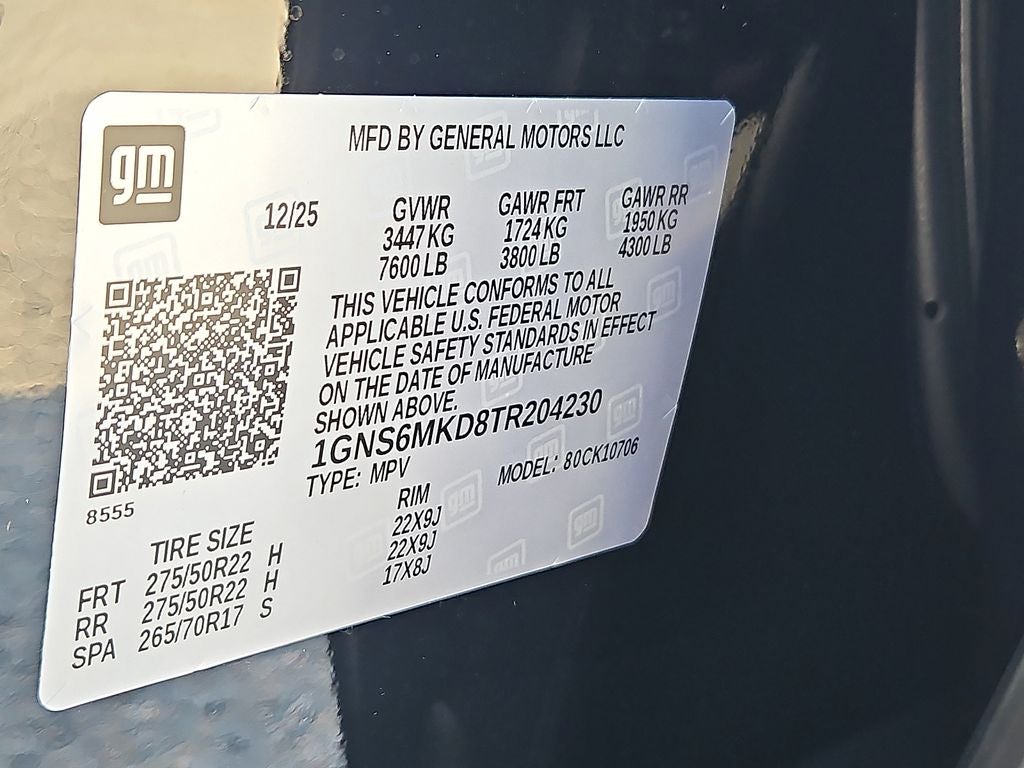 gm
MFD BY GENERAL MOTORS LLC
12/25
GVWR
3447 KG
7600 LB
GAWR FRT
1724 KG
3800 LB
GAWR RR
1950 KG
4300 LB
THIS VEHICLE CONFORMS TO ALL
APPLICABLE U.S. FEDERAL MOTOR
VEHICLE SAFETY STANDARDS IN EFFECT
ON THE DATE OF MANUFACTURE
SHOWN ABOVE.
1GNS6MKD8TR204230
TYPE: MPV
MODEL: 80CK10706
8555
TIRE SIZE
RIM
FRT 275/50R22 H 22X9J
RR 275/50R22 H 22X9J
SPA 265/70R17 S 17X8J